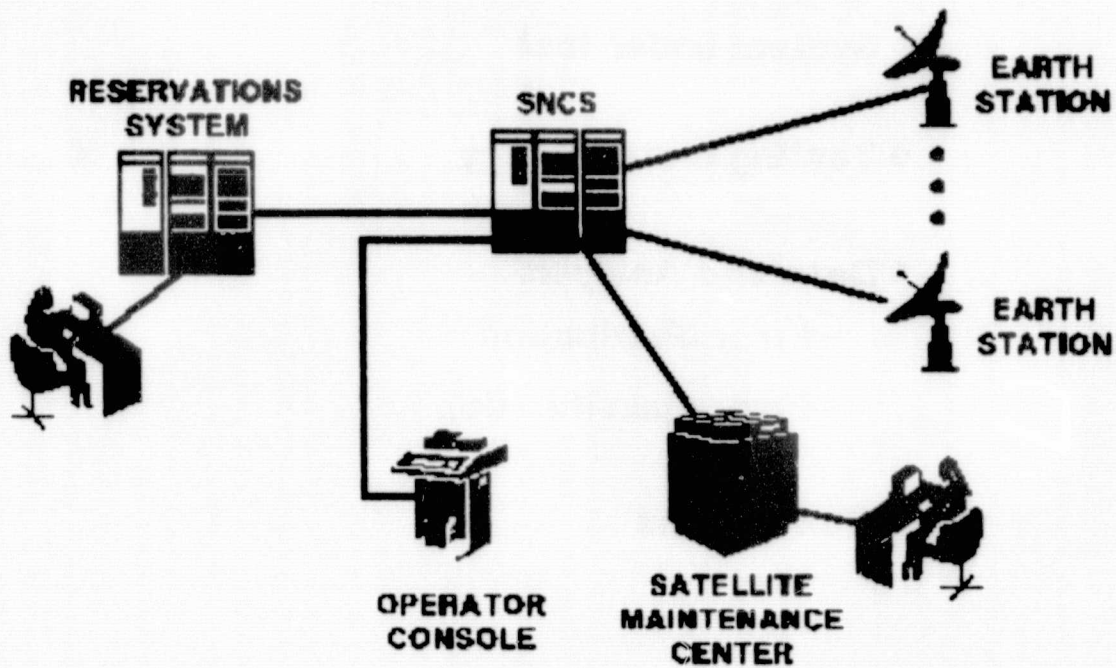 RESERVATIONS
SYSTEM
SNCS
EARTH
STATION
EARTH
STATION
OPERATOR
CONSOLE
SATELLITE
MAINTENANCE
CENTER